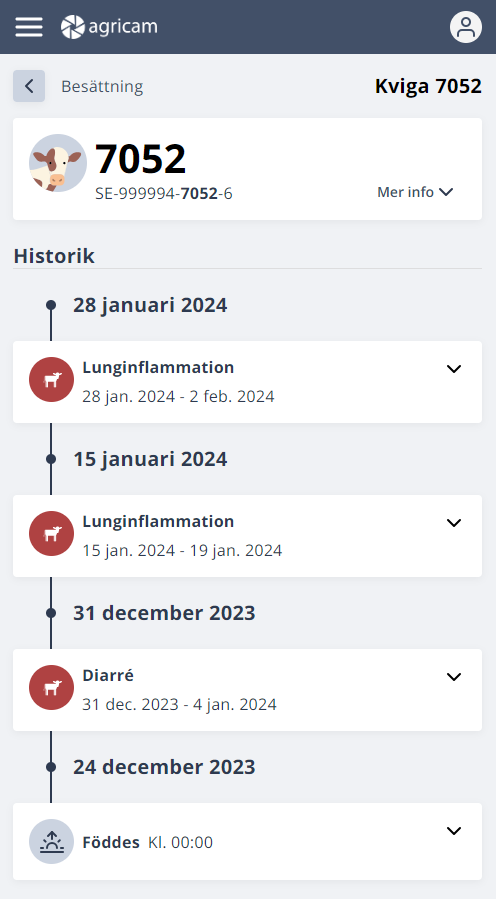 agricam
Besättning
Kviga 7052
7052
SE-999994-7052-6
Mer info
Historik
28 januari 2024
Lunginflammation
28 jan. 2024 - 2 feb. 2024
15 januari 2024
Lunginflammation
15 jan. 2024 - 19 jan. 2024
31 december 2023
Diarré
31 dec. 2023 - 4 jan. 2024
24 december 2023
Föddes Kl. 00:00